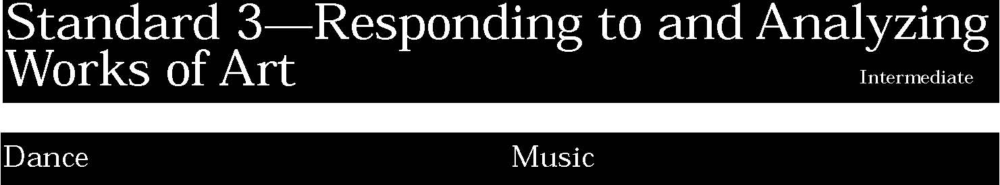 Standard 3—Responding to and Analyzing
Works of Art
Intermediate
Dance
Music